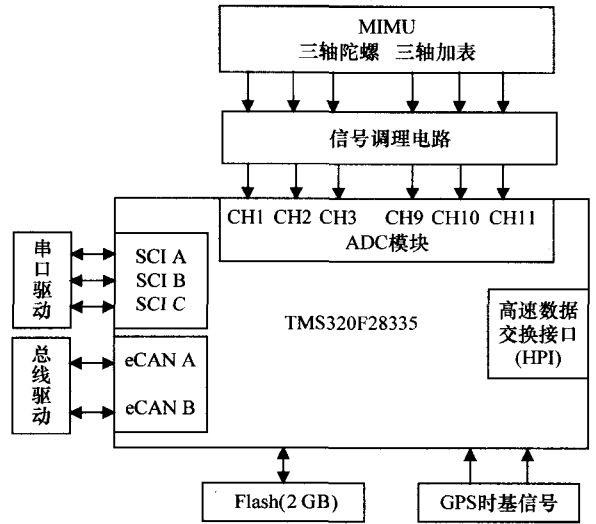 MIMU
三轴陀螺 三轴加表
信号调理电路
CH1 CH2 CH3 CH9 CH10 CH11
ADC模块
串口驱动
SCI A
SCI B
SCI C
TMS320F28335
高速数据
交换接口
(HPI)
总线驱动
eCAN A
eCAN B
Flash(2 GB)
GPS时基信号